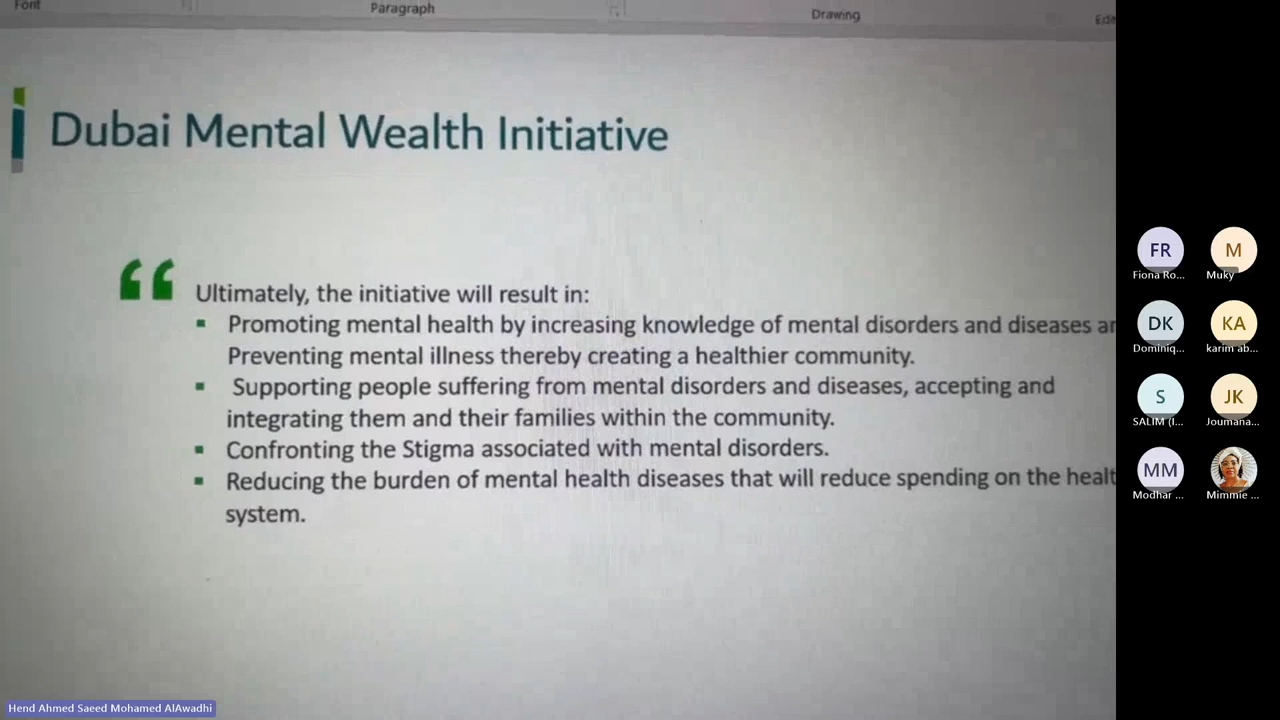 Font
Paragraph
Drawing
Dubai Mental Wealth Initiative
Ultimately, the initiative will result in:
▪ Promoting mental health by increasing knowledge of mental disorders and diseases
Preventing mental illness thereby creating a healthier community.
▪ Supporting people suffering from mental disorders and diseases, accepting and
integrating them and their families within the community.
▪ Confronting the Stigma associated with mental disorders.
▪ Reducing the burden of mental health diseases that will reduce spending on the healt
system.
FR
Fiona Ro...
M
Muky
DK
Dominiq...
KA
karim ab...
S
SALIM (I...
JK
Joumana...
MM
Modhar ...
Mimmie ...
Hend Ahmed Saeed Mohamed AlAwadhi